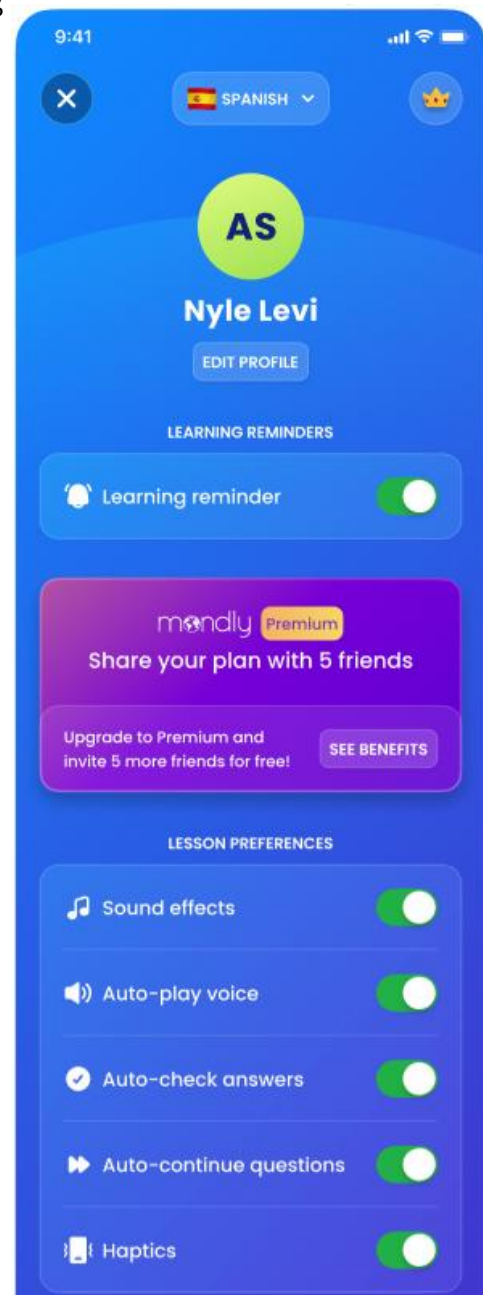 9:41
SPANISH
AS
Nyle Levi
EDIT PROFILE
LEARNING REMINDERS
Learning reminder
mondly Premium
Share your plan with 5 friends
Upgrade to Premium and
invite 5 more friends for free!
SEE BENEFITS
LESSON PREFERENCES
Sound effects
Auto-play voice
Auto-check answers
Auto-continue questions
Haptics